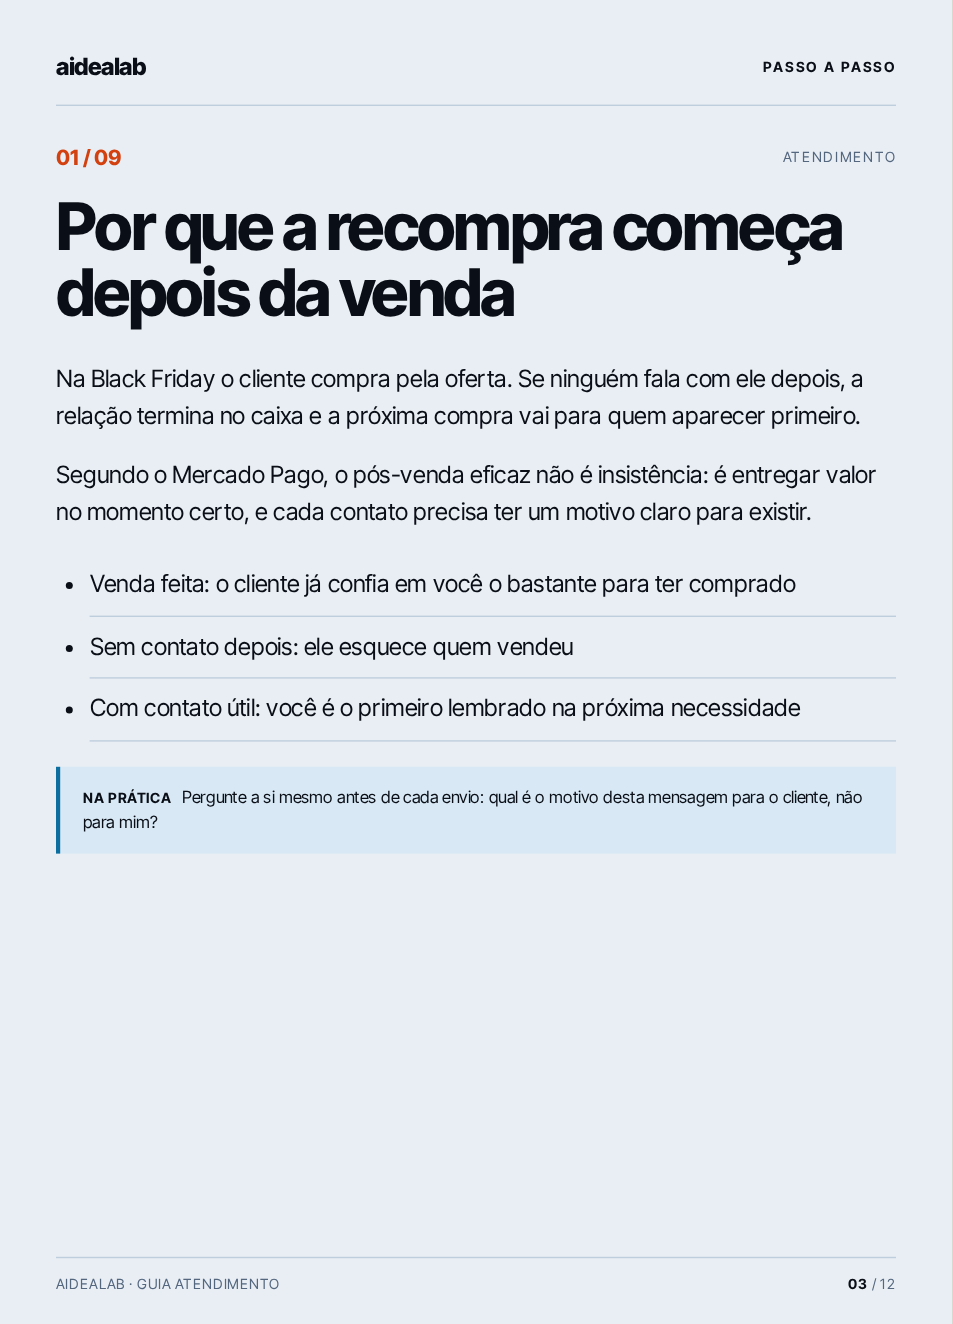 aidealab
PASSO A PASSO
01 / 09
ATENDIMENTO
Por que a recompra começa
depois da venda
Na Black Friday o cliente compra pela oferta. Se ninguém fala com ele depois, a
relação termina no caixa e a próxima compra vai para quem aparecer primeiro.
Segundo o Mercado Pago, o pós-venda eficaz não é insistência: é entregar valor
no momento certo, e cada contato precisa ter um motivo claro para existir.
• Venda feita: o cliente já confia em você o bastante para ter comprado
• Sem contato depois: ele esquece quem vendeu
• Com contato útil: você é o primeiro lembrado na próxima necessidade
NA PRÁTICA Pergunte a si mesmo antes de cada envio: qual é o motivo desta mensagem para o cliente, não
para mim?
AIDEALAB · GUIA ATENDIMENTO
03 / 12